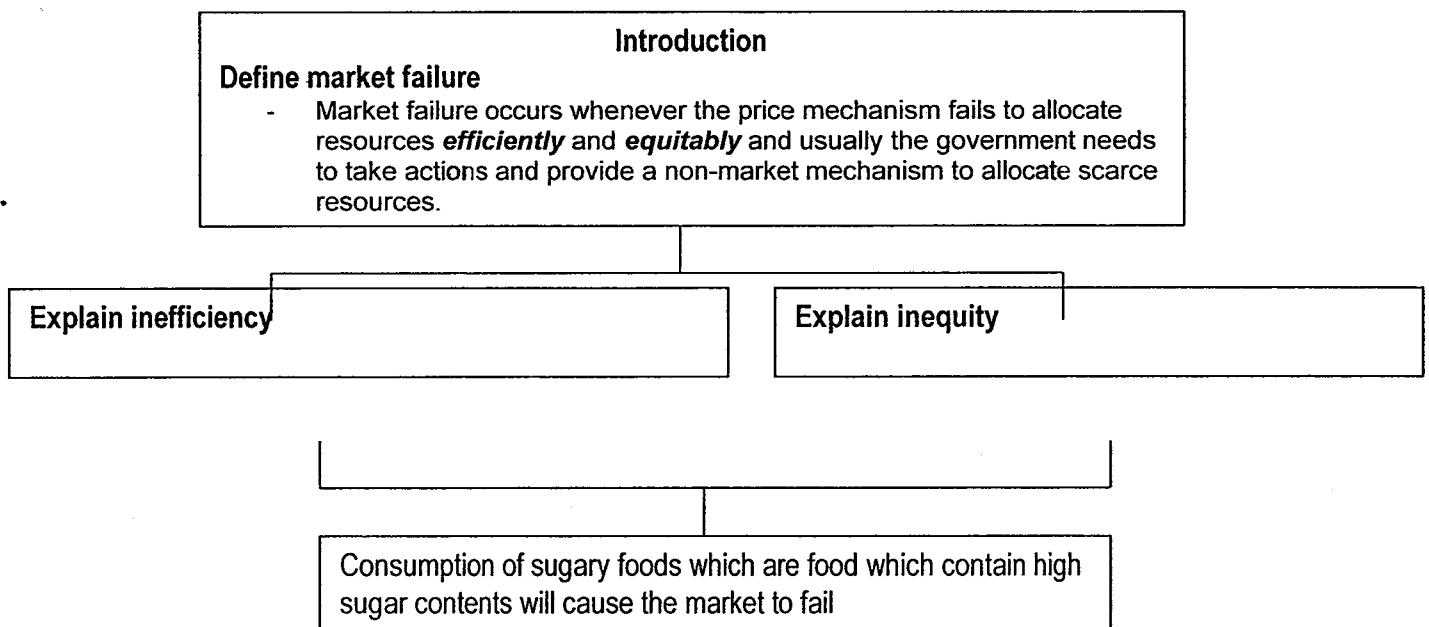 Introduction
Define market failure
- Market failure occurs whenever the price mechanism fails to allocate
resources efficiently and equitably and usually the government needs
to take actions and provide a non-market mechanism to allocate scarce
resources.
Explain inefficiency
Explain inequity
Consumption of sugary foods which are food which contain high
sugar contents will cause the market to fail